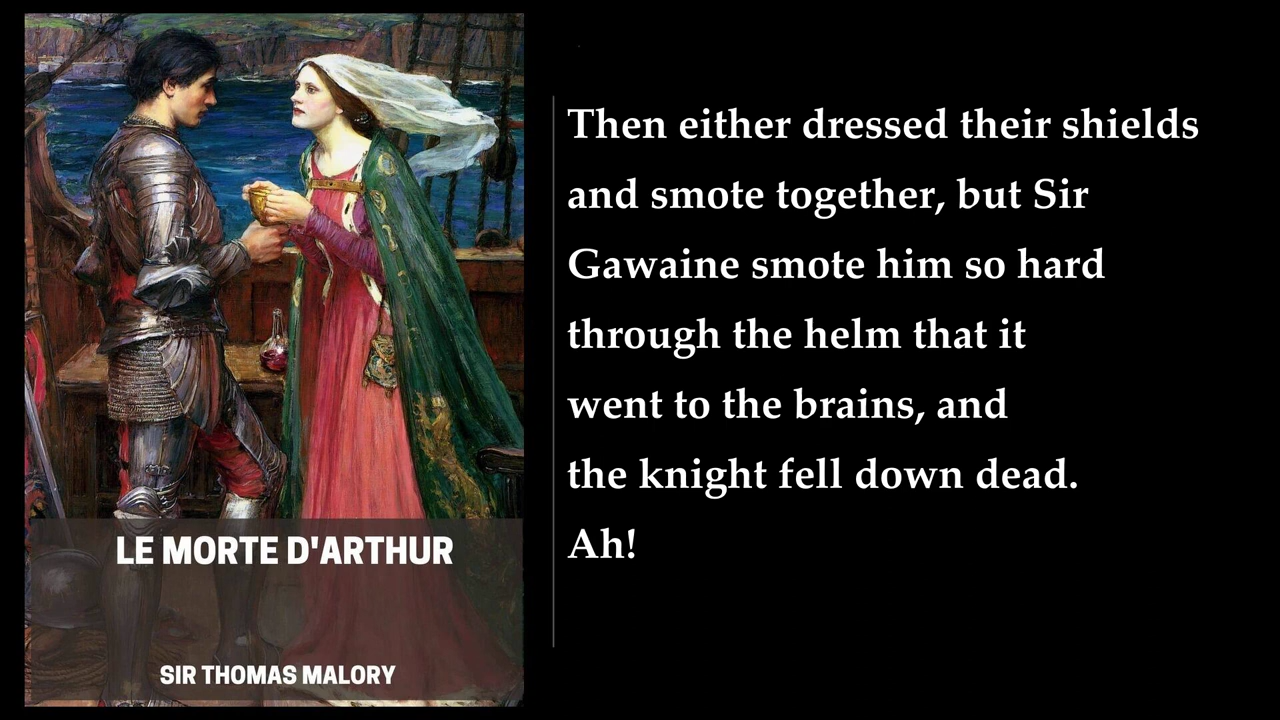 LE MORTE D'ARTHUR
SIR THOMAS MALORY
Then either dressed their shields
and smote together, but Sir
Gawaine smote him so hard
through the helm that it
went to the brains, and
the knight fell down dead.
Ah!